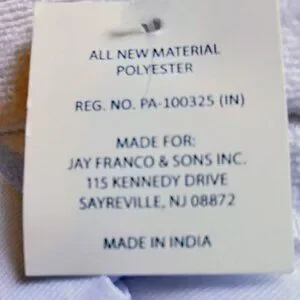 ALL NEW MATERIAL
POLYESTER
REG. NO. PA-100325 (IN)
MADE FOR:
JAY FRANCO & SONS INC.
115 KENNEDY DRIVE
SAYREVILLE, NJ 08872
MADE IN INDIA